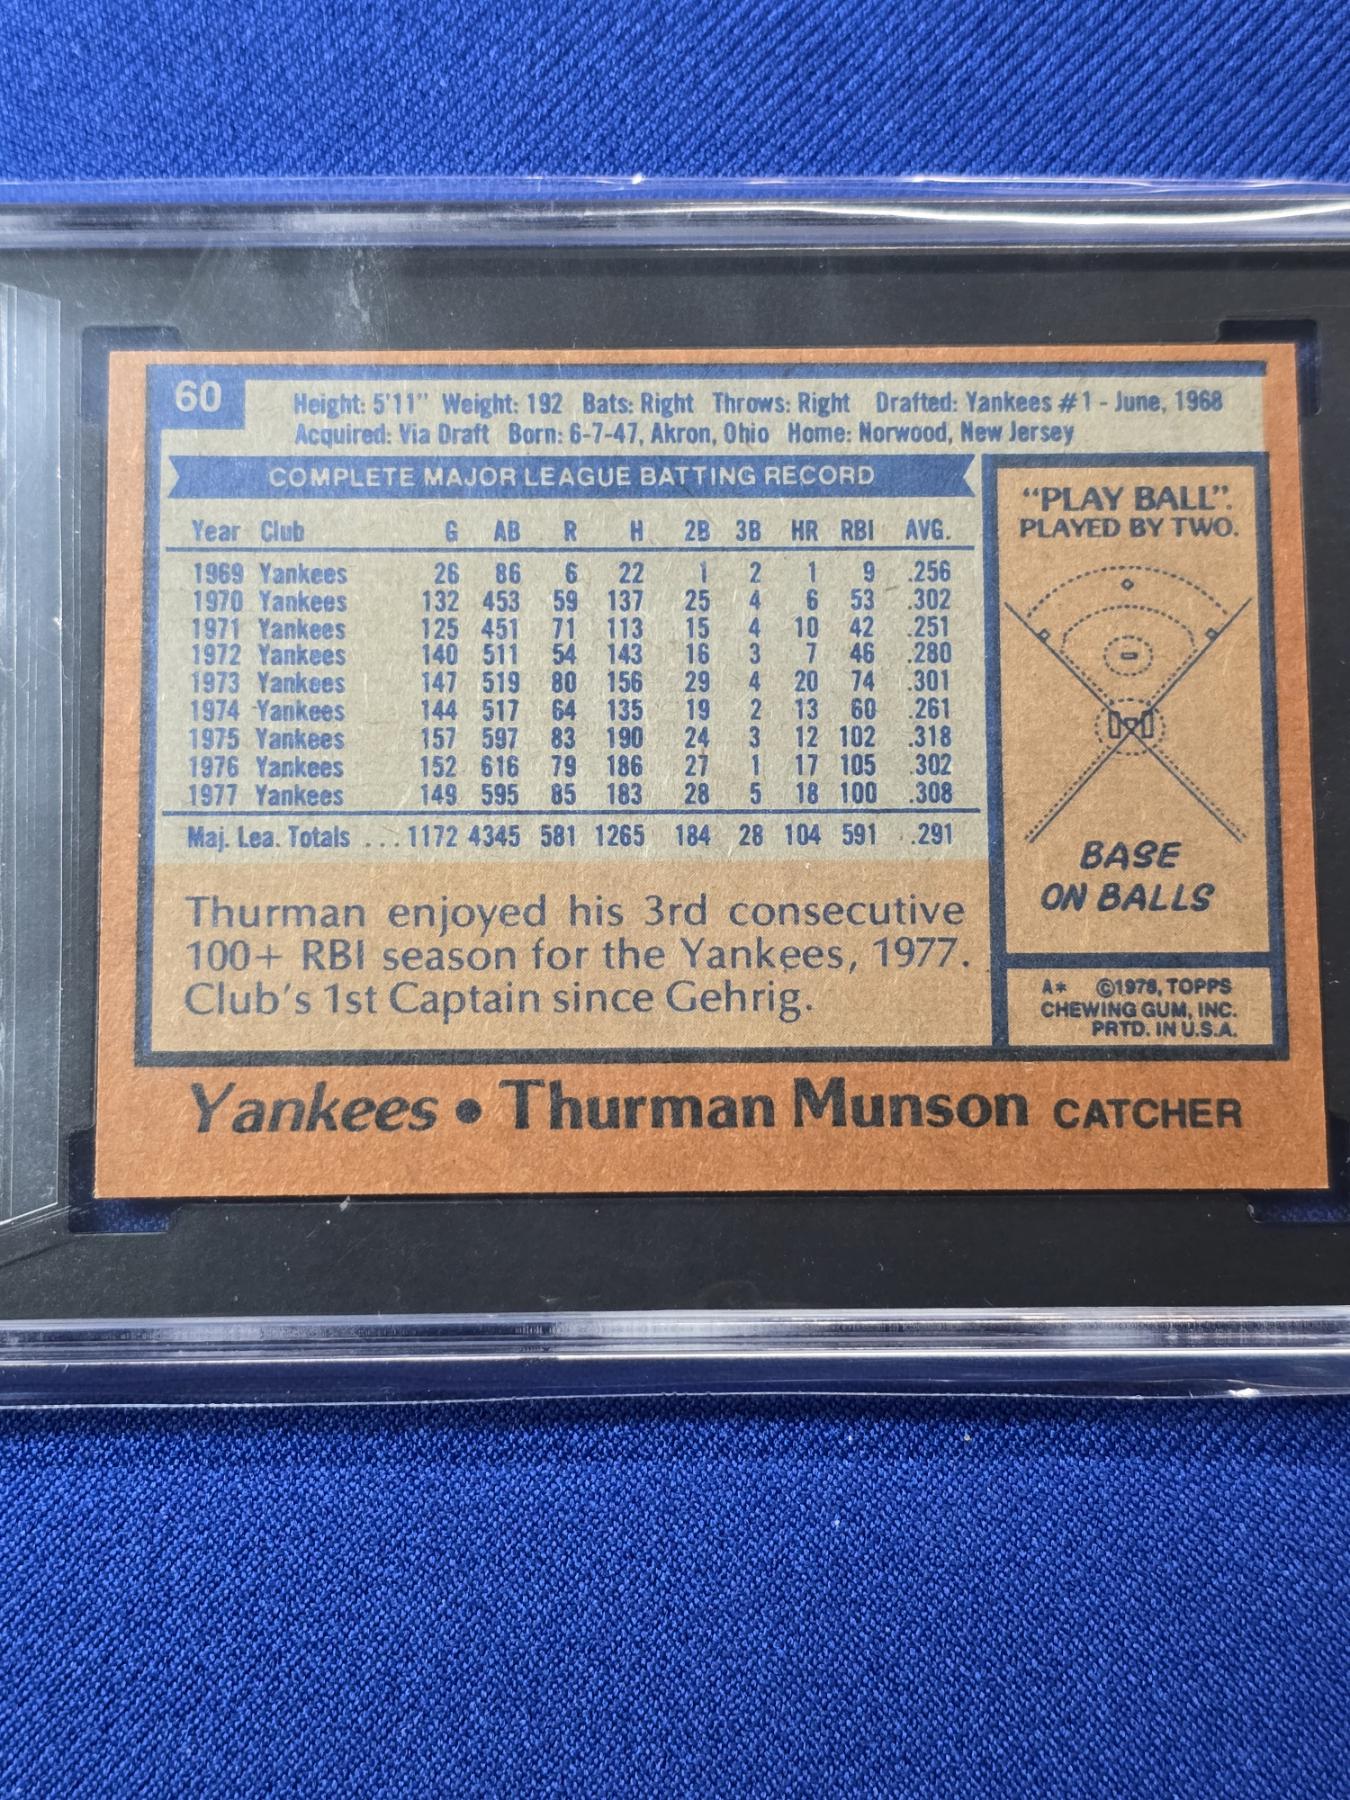 60
Height: 5'11" Weight: 192 Bats: Right Throws: Right Drafted: Yankees #1 - June, 1968
Acquired: Via Draft Born: 6-7-47, Akron, Ohio Home: Norwood, New Jersey
COMPLETE MAJOR LEAGUE BATTING RECORD
Year Club G AB R H 2B 3B HR RBI AVG.
1969 Yankees 26 86 6 22 1 2 1 9 .256
1970 Yankees 132 453 59 137 25 4 6 53 .302
1971 Yankees 125 451 71 113 15 4 10 42 .251
1972 Yankees 140 511 54 143 16 3 7 46 .280
1973 Yankees 147 519 80 156 29 4 20 74 .301
1974 Yankees 144 517 64 135 19 2 13 60 .261
1975 Yankees 157 597 83 190 24 3 12 102 .318
1976 Yankees 152 616 79 186 27 1 17 105 .302
1977 Yankees 149 595 85 183 28 5 18 100 .308
Maj. Lea. Totals ...1172 4345 581 1265 184 28 104 591 .291
Thurman enjoyed his 3rd consecutive
100+ RBI season for the Yankees, 1977.
Club's 1st Captain since Gehrig.
"PLAY BALL".
PLAYED BY TWO.
BASE
ON BALLS
A* ©1978, TOPPS
CHEWING GUM, INC.
PRTD. IN U.S.A.
Yankees • Thurman Munson CATCHER